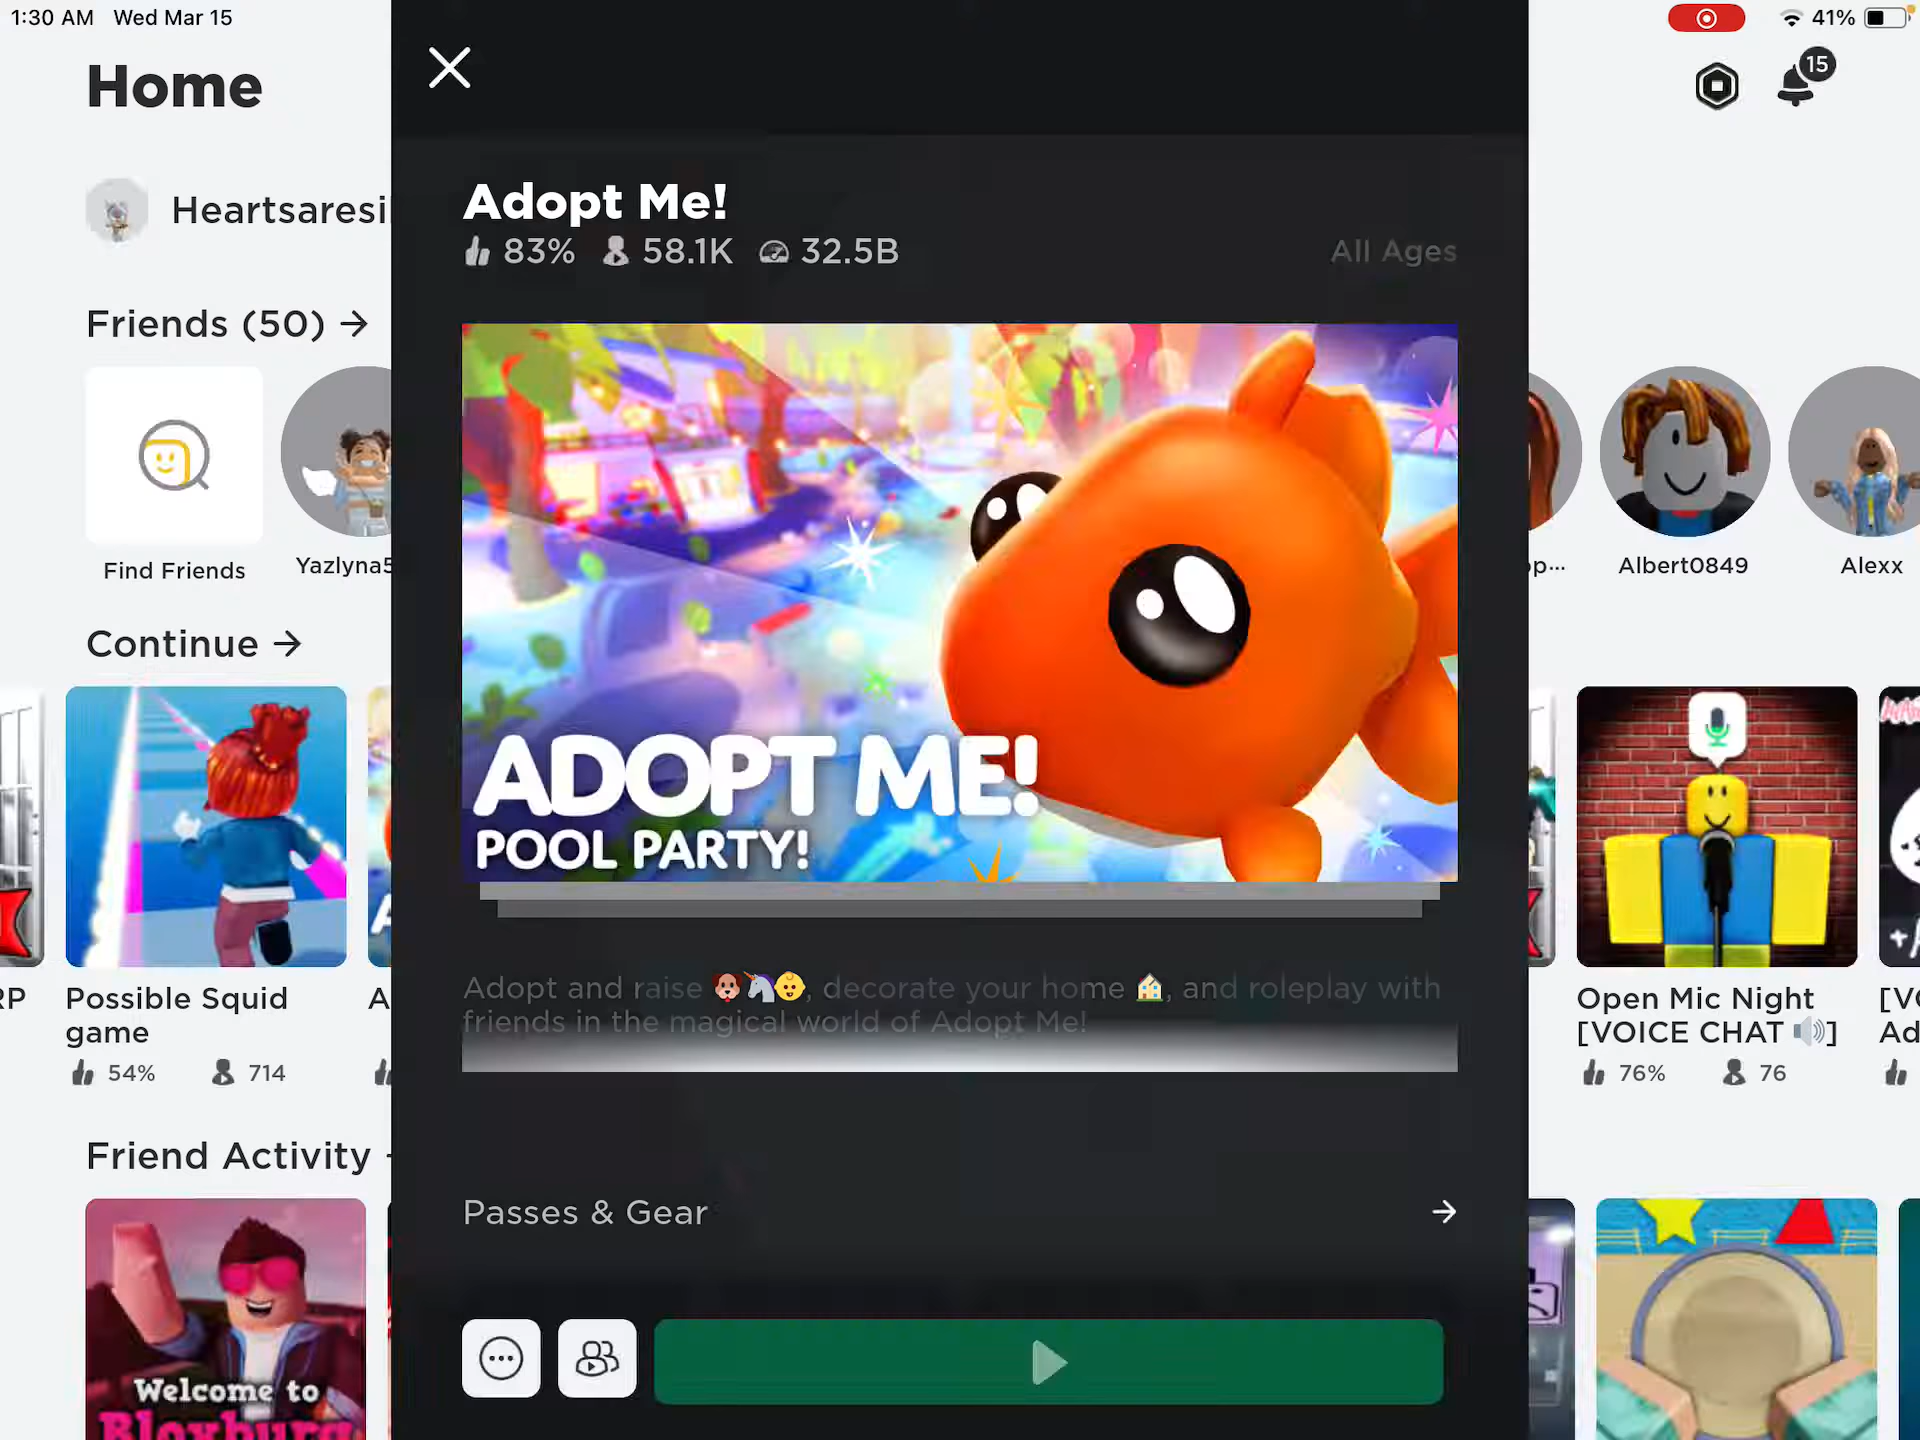 1:30 AM Wed Mar 15
41%
Home
15
Adopt Me!
83% 58.1K 32.5B
All Ages
Heartsaresi
Friends (50) →
Find Friends
Yazlyna5
Albert0849
Alexx
Continue →
ADOPT ME!
POOL PARTY!
Adopt and raise 🐶🦄👶, decorate your home 🏠, and roleplay with
friends in the magical world of Adopt Me!
RP
Possible Squid
game
54% 714
A
Open Mic Night
[VOICE CHAT 🔊]
76% 76
Ad
Friend Activity
Passes & Gear →
Welcome to
Bloxburg